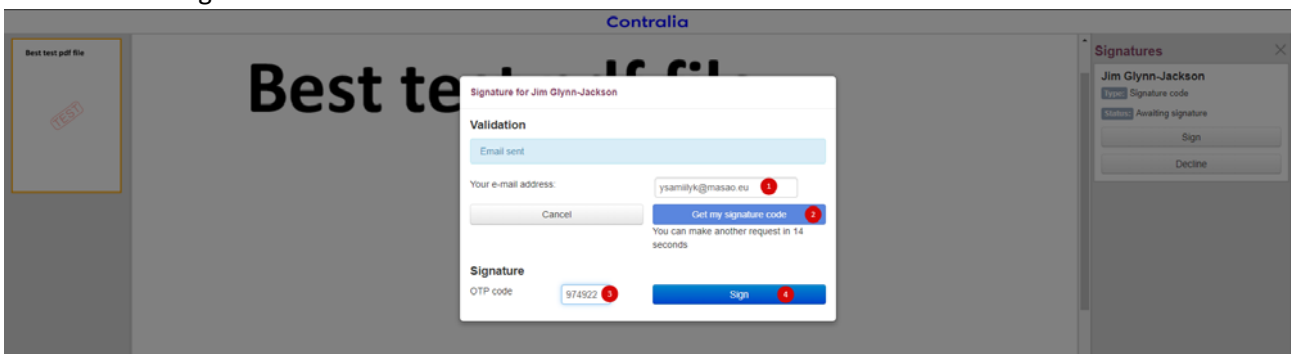 Contralia
Best test pdf file
TEST
Best te
Signature for Jim Glynn-Jackson
Validation
Email sent
Your e-mail address:
ysamiilyk@masao.eu 1
Cancel
Get my signature code 2
You can make another request in 14
seconds
Signature
OTP code
974922 3
Sign 4
Signatures
Jim Glynn-Jackson
Type: Signature code
Status: Awaiting signature
Sign
Decline